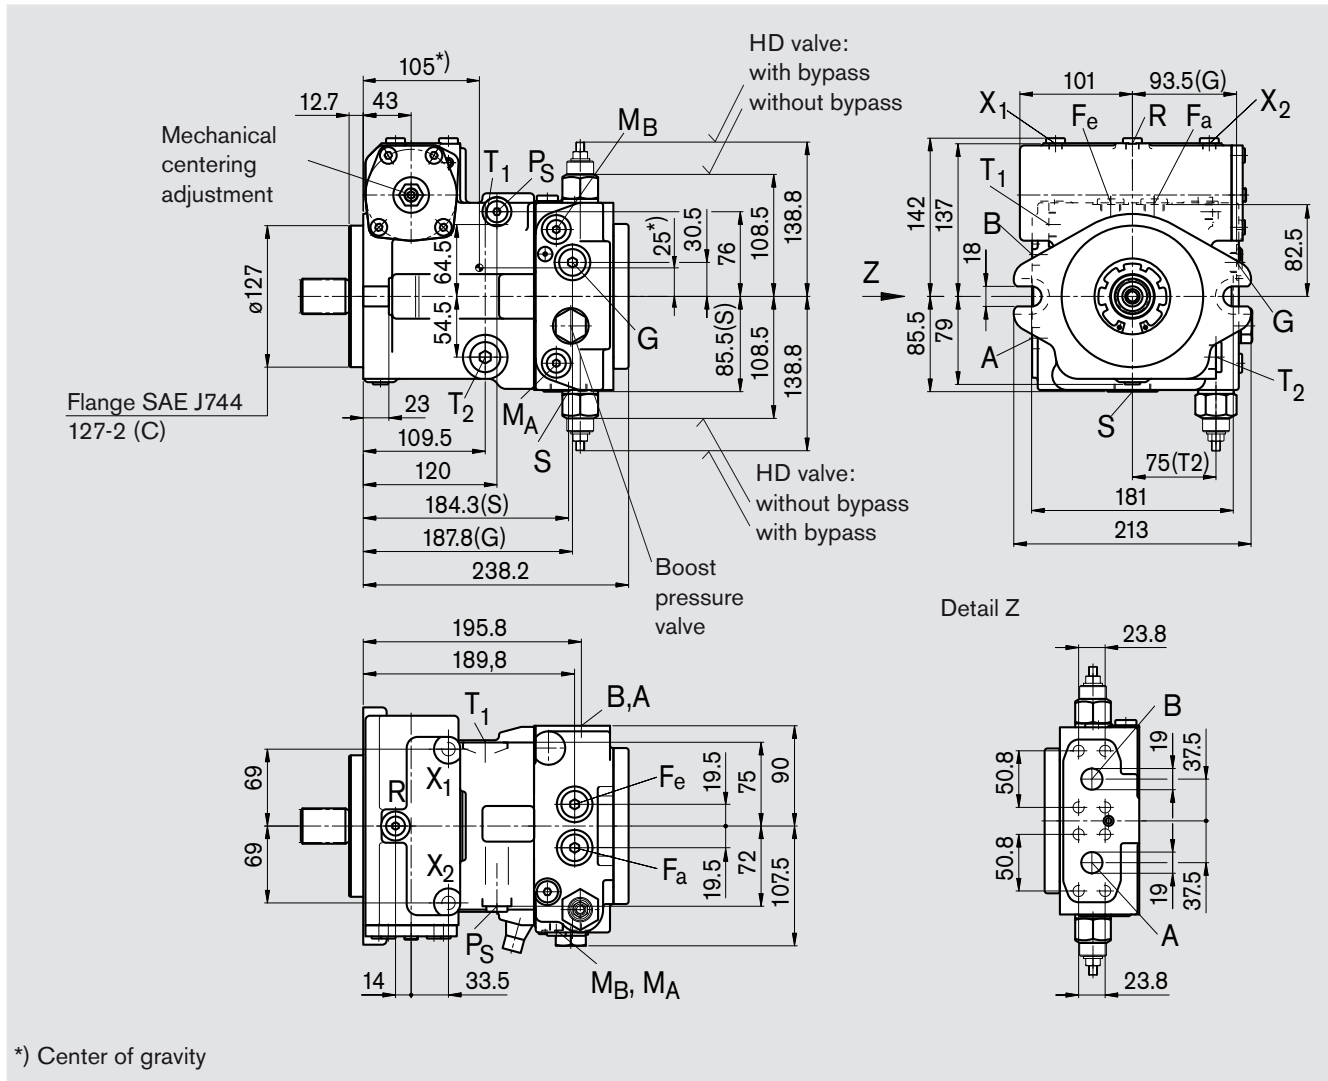 HD valve:
with bypass
without bypass
105*)
12.7
43
Mechanical
centering
adjustment
MB
T1
PS
ø127
64.5
54.5
25*)
30.5
76
108.5
138.8
85.5(S)
108.5
138.8
G
Flange SAE J744
127-2 (C)
23
T2
MA
S
109.5
120
184.3(S)
187.8(G)
238.2
HD valve:
without bypass
with bypass
Boost
pressure
valve
101
93.5(G)
X1
Fe
R
Fa
X2
T1
B
142
137
18
82.5
Z
85.5
79
A
G
T2
S
75(T2)
181
213
195.8
189,8
T1
B,A
69
69
R
X1
X2
Fe
Fa
19.5
75
90
19.5
72
107.5
PS
MB, MA
14
33.5
Detail Z
23.8
B
50.8
19
37.5
50.8
19
37.5
A
23.8
*) Center of gravity